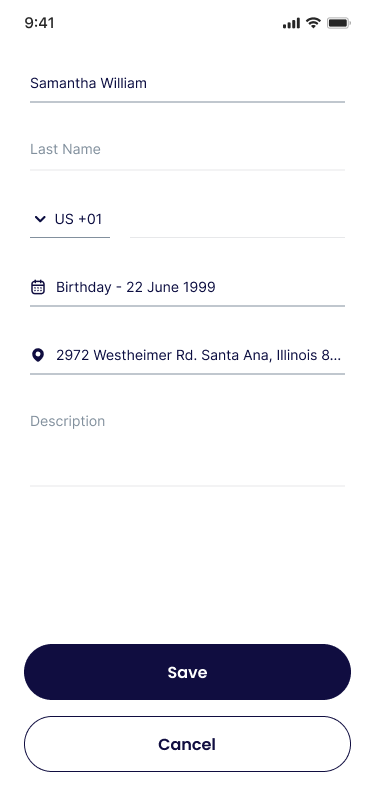 9:41
Samantha William
Last Name
US +01
Birthday - 22 June 1999
2972 Westheimer Rd. Santa Ana, Illinois 8...
Description
Save
Cancel